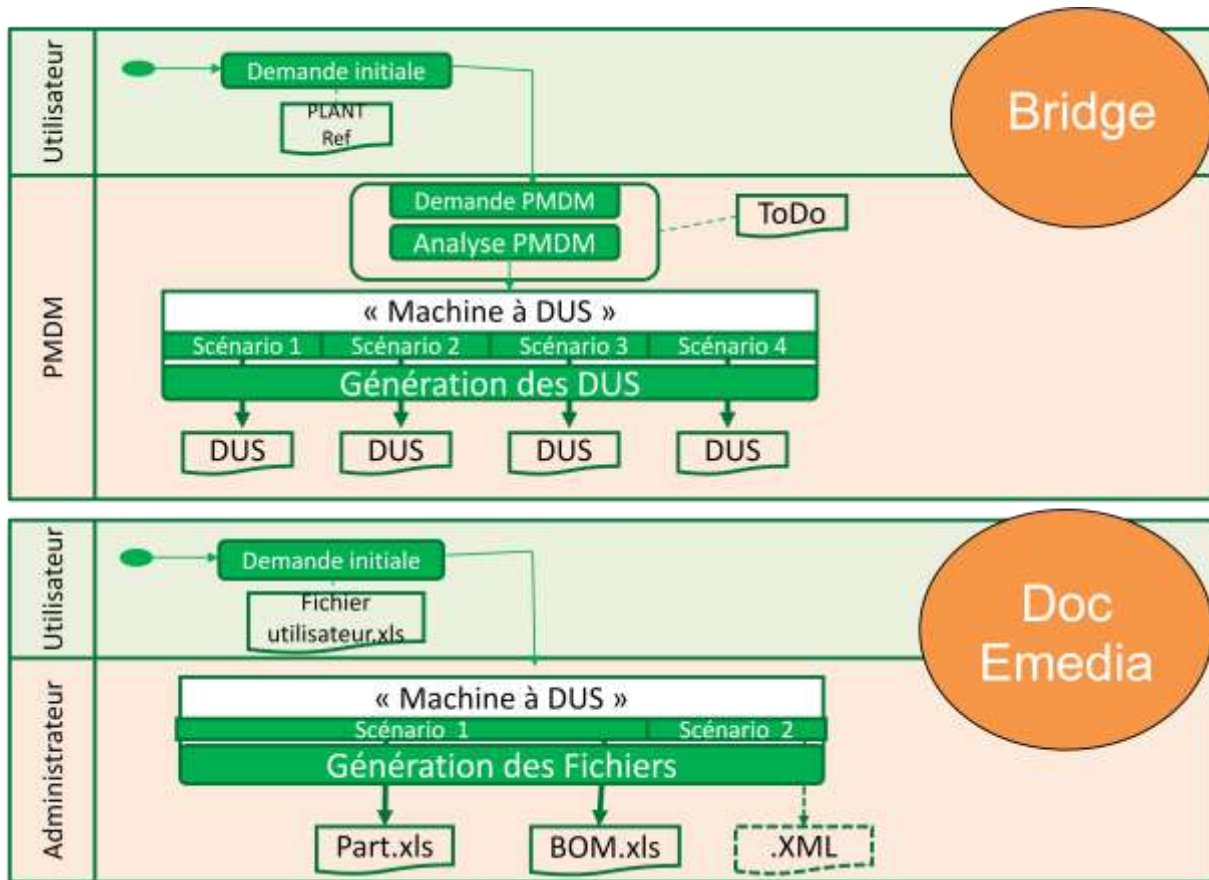 Utilisateur
Demande initiale
PLANT
Ref
Bridge
PMDM
Demande PMDM
Analyse PMDM
ToDo
« Machine à DUS »
Scénario 1 Scénario 2 Scénario 3 Scénario 4
Génération des DUS
DUS DUS DUS DUS
Utilisateur
Demande initiale
Fichier
utilisateur.xls
Doc
Emedia
Administrateur
« Machine à DUS »
Scénario 1 Scénario 2
Génération des Fichiers
Part.xls BOM.xls .XML